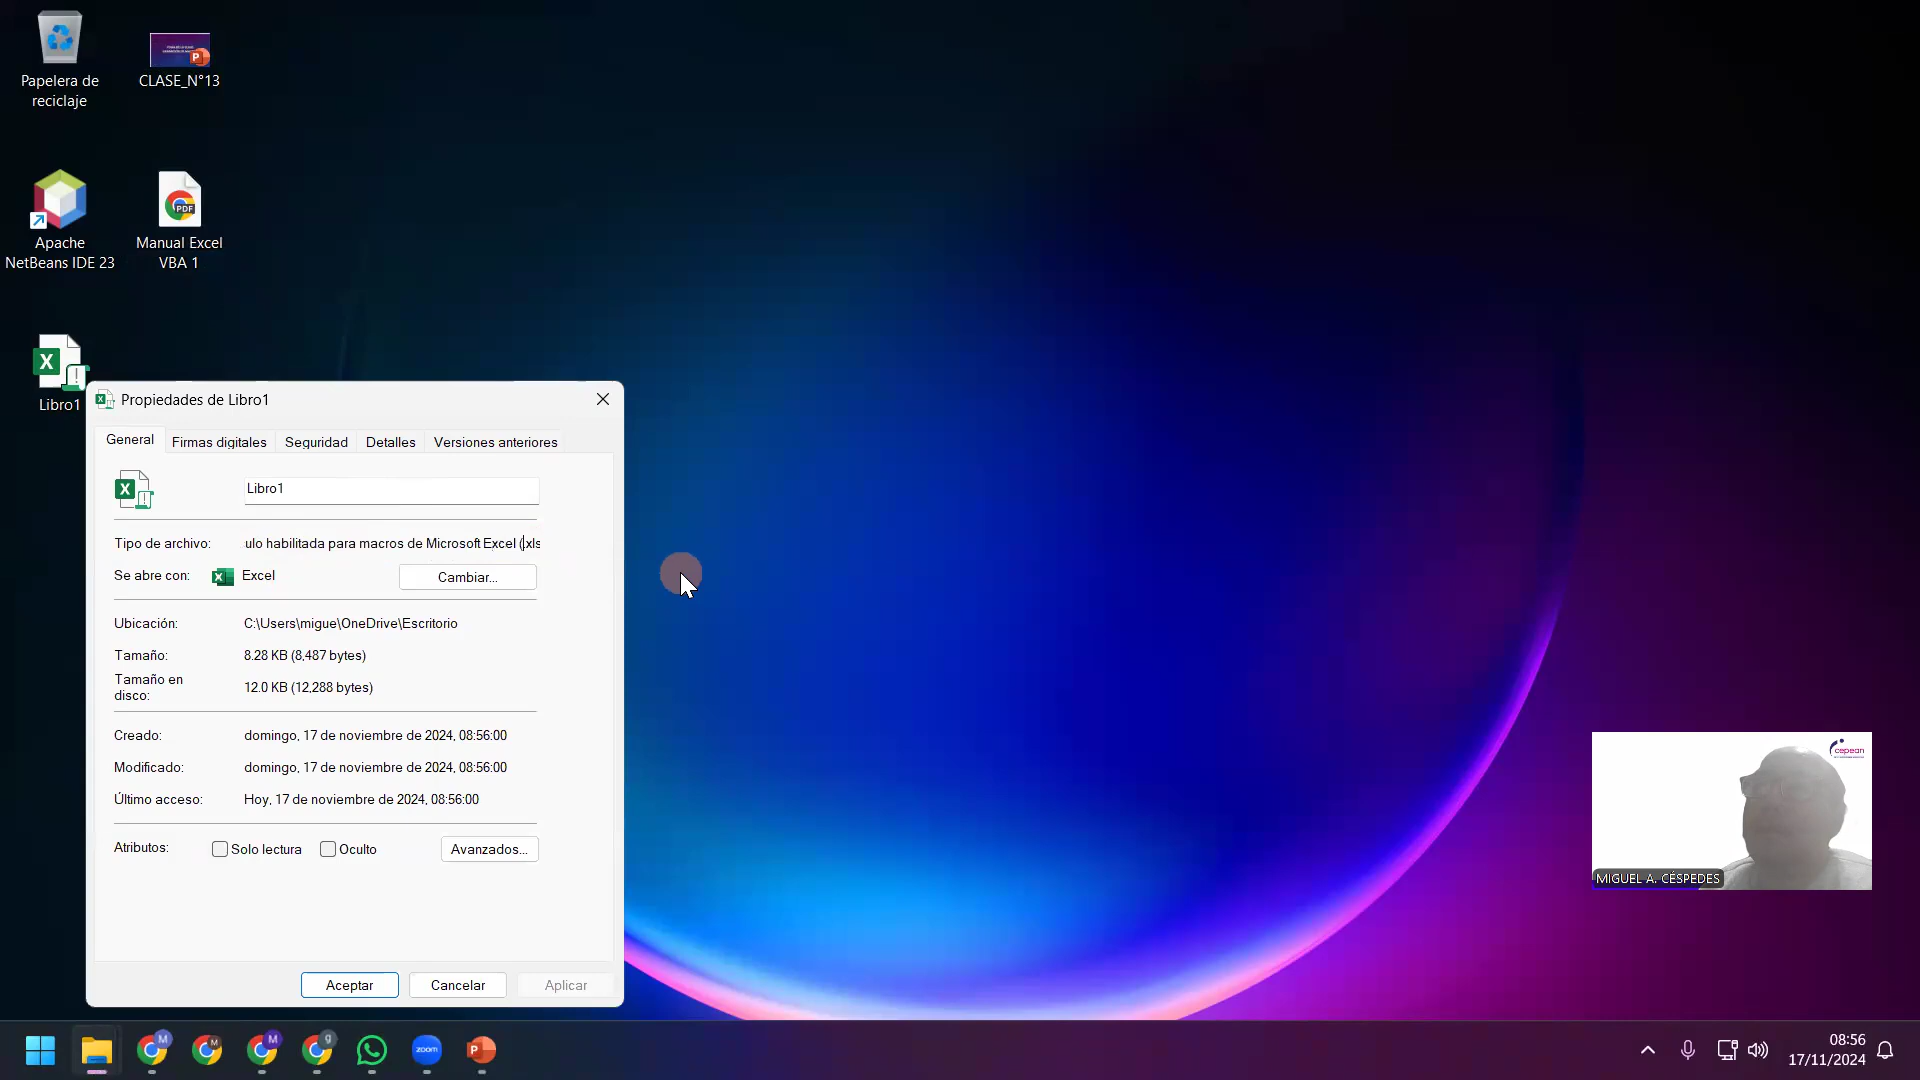 Papelera de
reciclaje
CLASE_N°13
Apache
NetBeans IDE 23
PDF
Manual Excel
VBA 1
Libro1
Propiedades de Libro1
General
Firmas digitales
Seguridad
Detalles
Versiones anteriores
Libro1
Tipo de archivo:
ulo habilitada para macros de Microsoft Excel (.xls
Se abre con:
Excel
Cambiar...
Ubicación:
C:\Users\migue\OneDrive\Escritorio
Tamaño:
8.28 KB (8,487 bytes)
Tamaño en
disco:
12.0 KB (12,288 bytes)
Creado:
domingo, 17 de noviembre de 2024, 08:56:00
Modificado:
domingo, 17 de noviembre de 2024, 08:56:00
Último acceso:
Hoy, 17 de noviembre de 2024, 08:56:00
Atributos:
Solo lectura
Oculto
Avanzados...
Aceptar
Cancelar
Aplicar
cepean
MIGUEL A. CÉSPEDES
zoom
08:56
17/11/2024